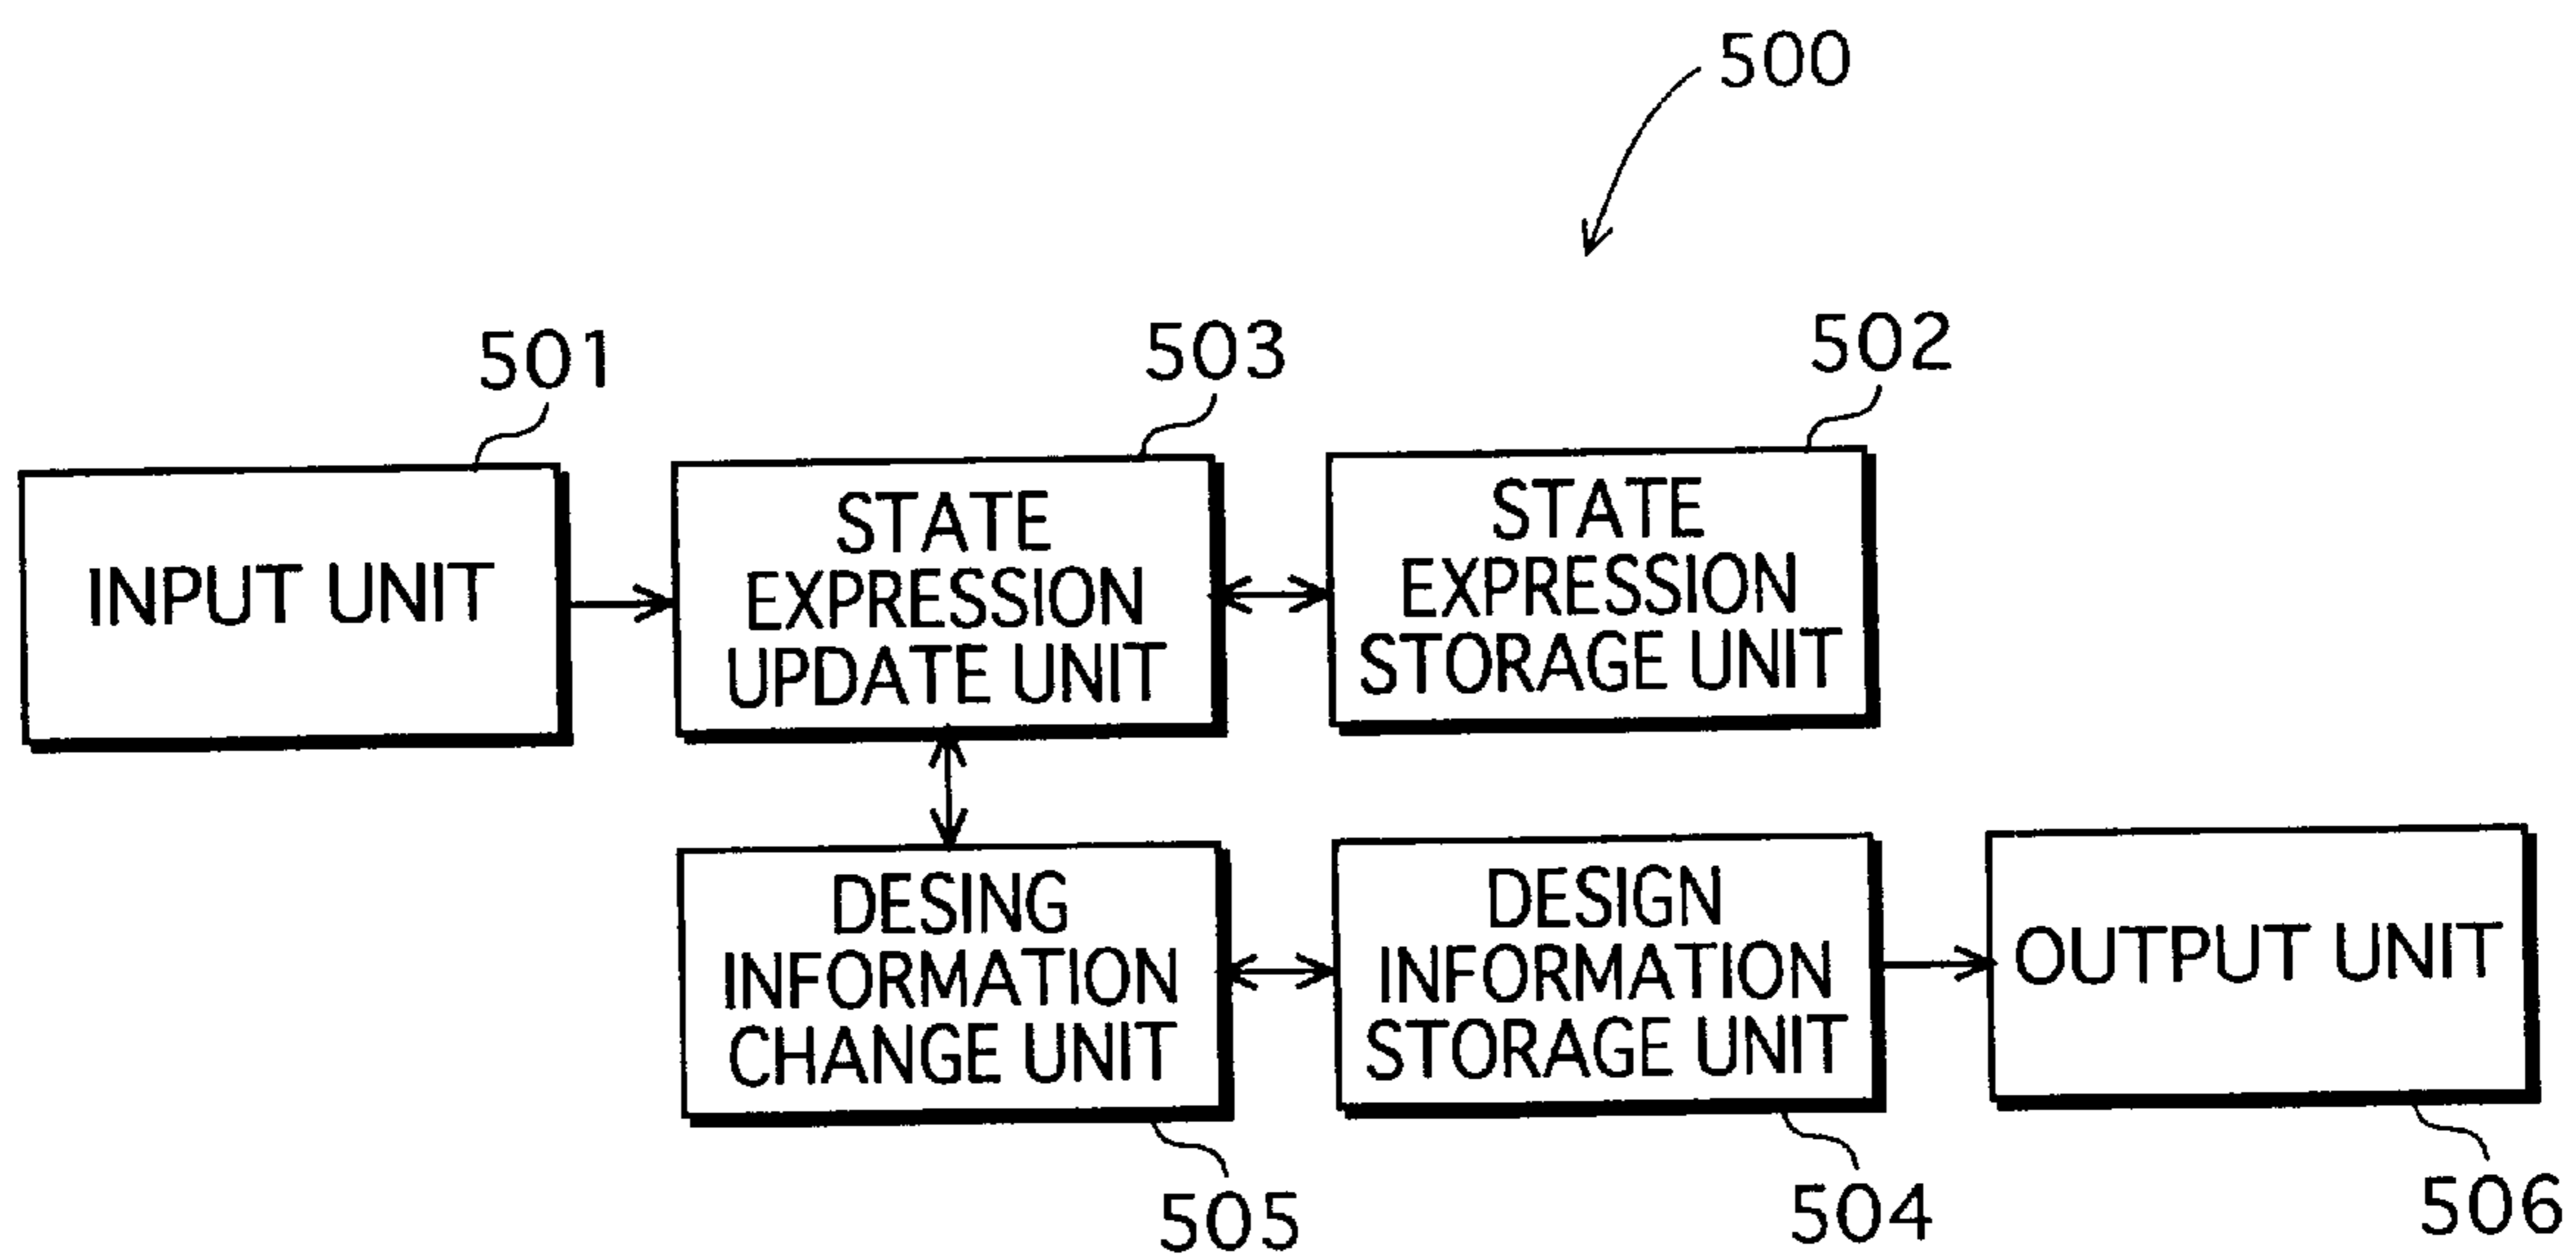 500
501
503
502
INPUT UNIT
STATE
EXPRESSION
UPDATE UNIT
STATE
EXPRESSION
STORAGE UNIT
DESING
INFORMATION
CHANGE UNIT
DESIGN
INFORMATION
STORAGE UNIT
OUTPUT UNIT
505
504
506